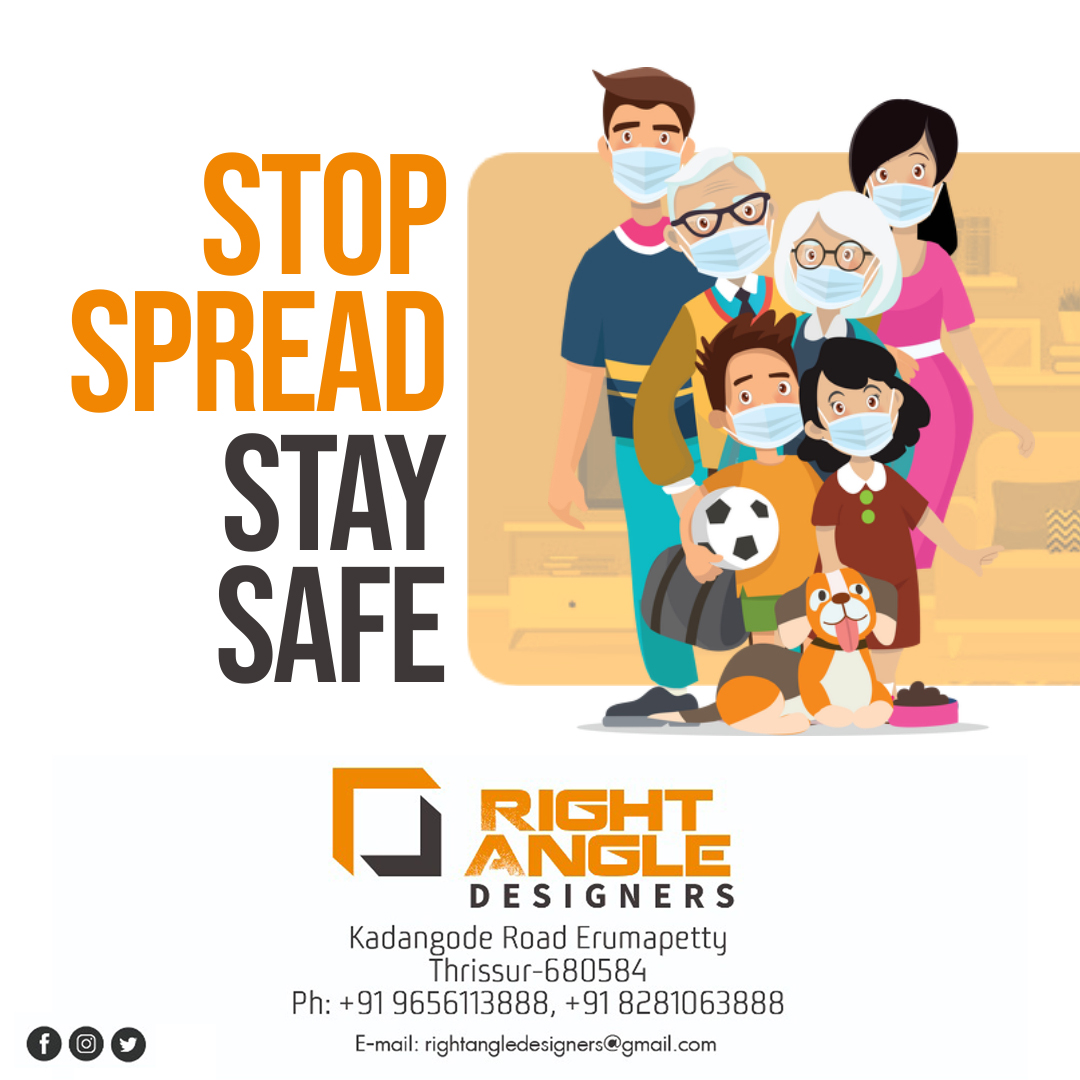 STOP
SPREAD
STAY
SAFE
RIGHT
ANGLE
DESIGNERS
Kadangode Road Erumapetty
Thrissur-680584
Ph: +91 9656113888, +91 8281063888
E-mail: rightangledesigners@gmail.com